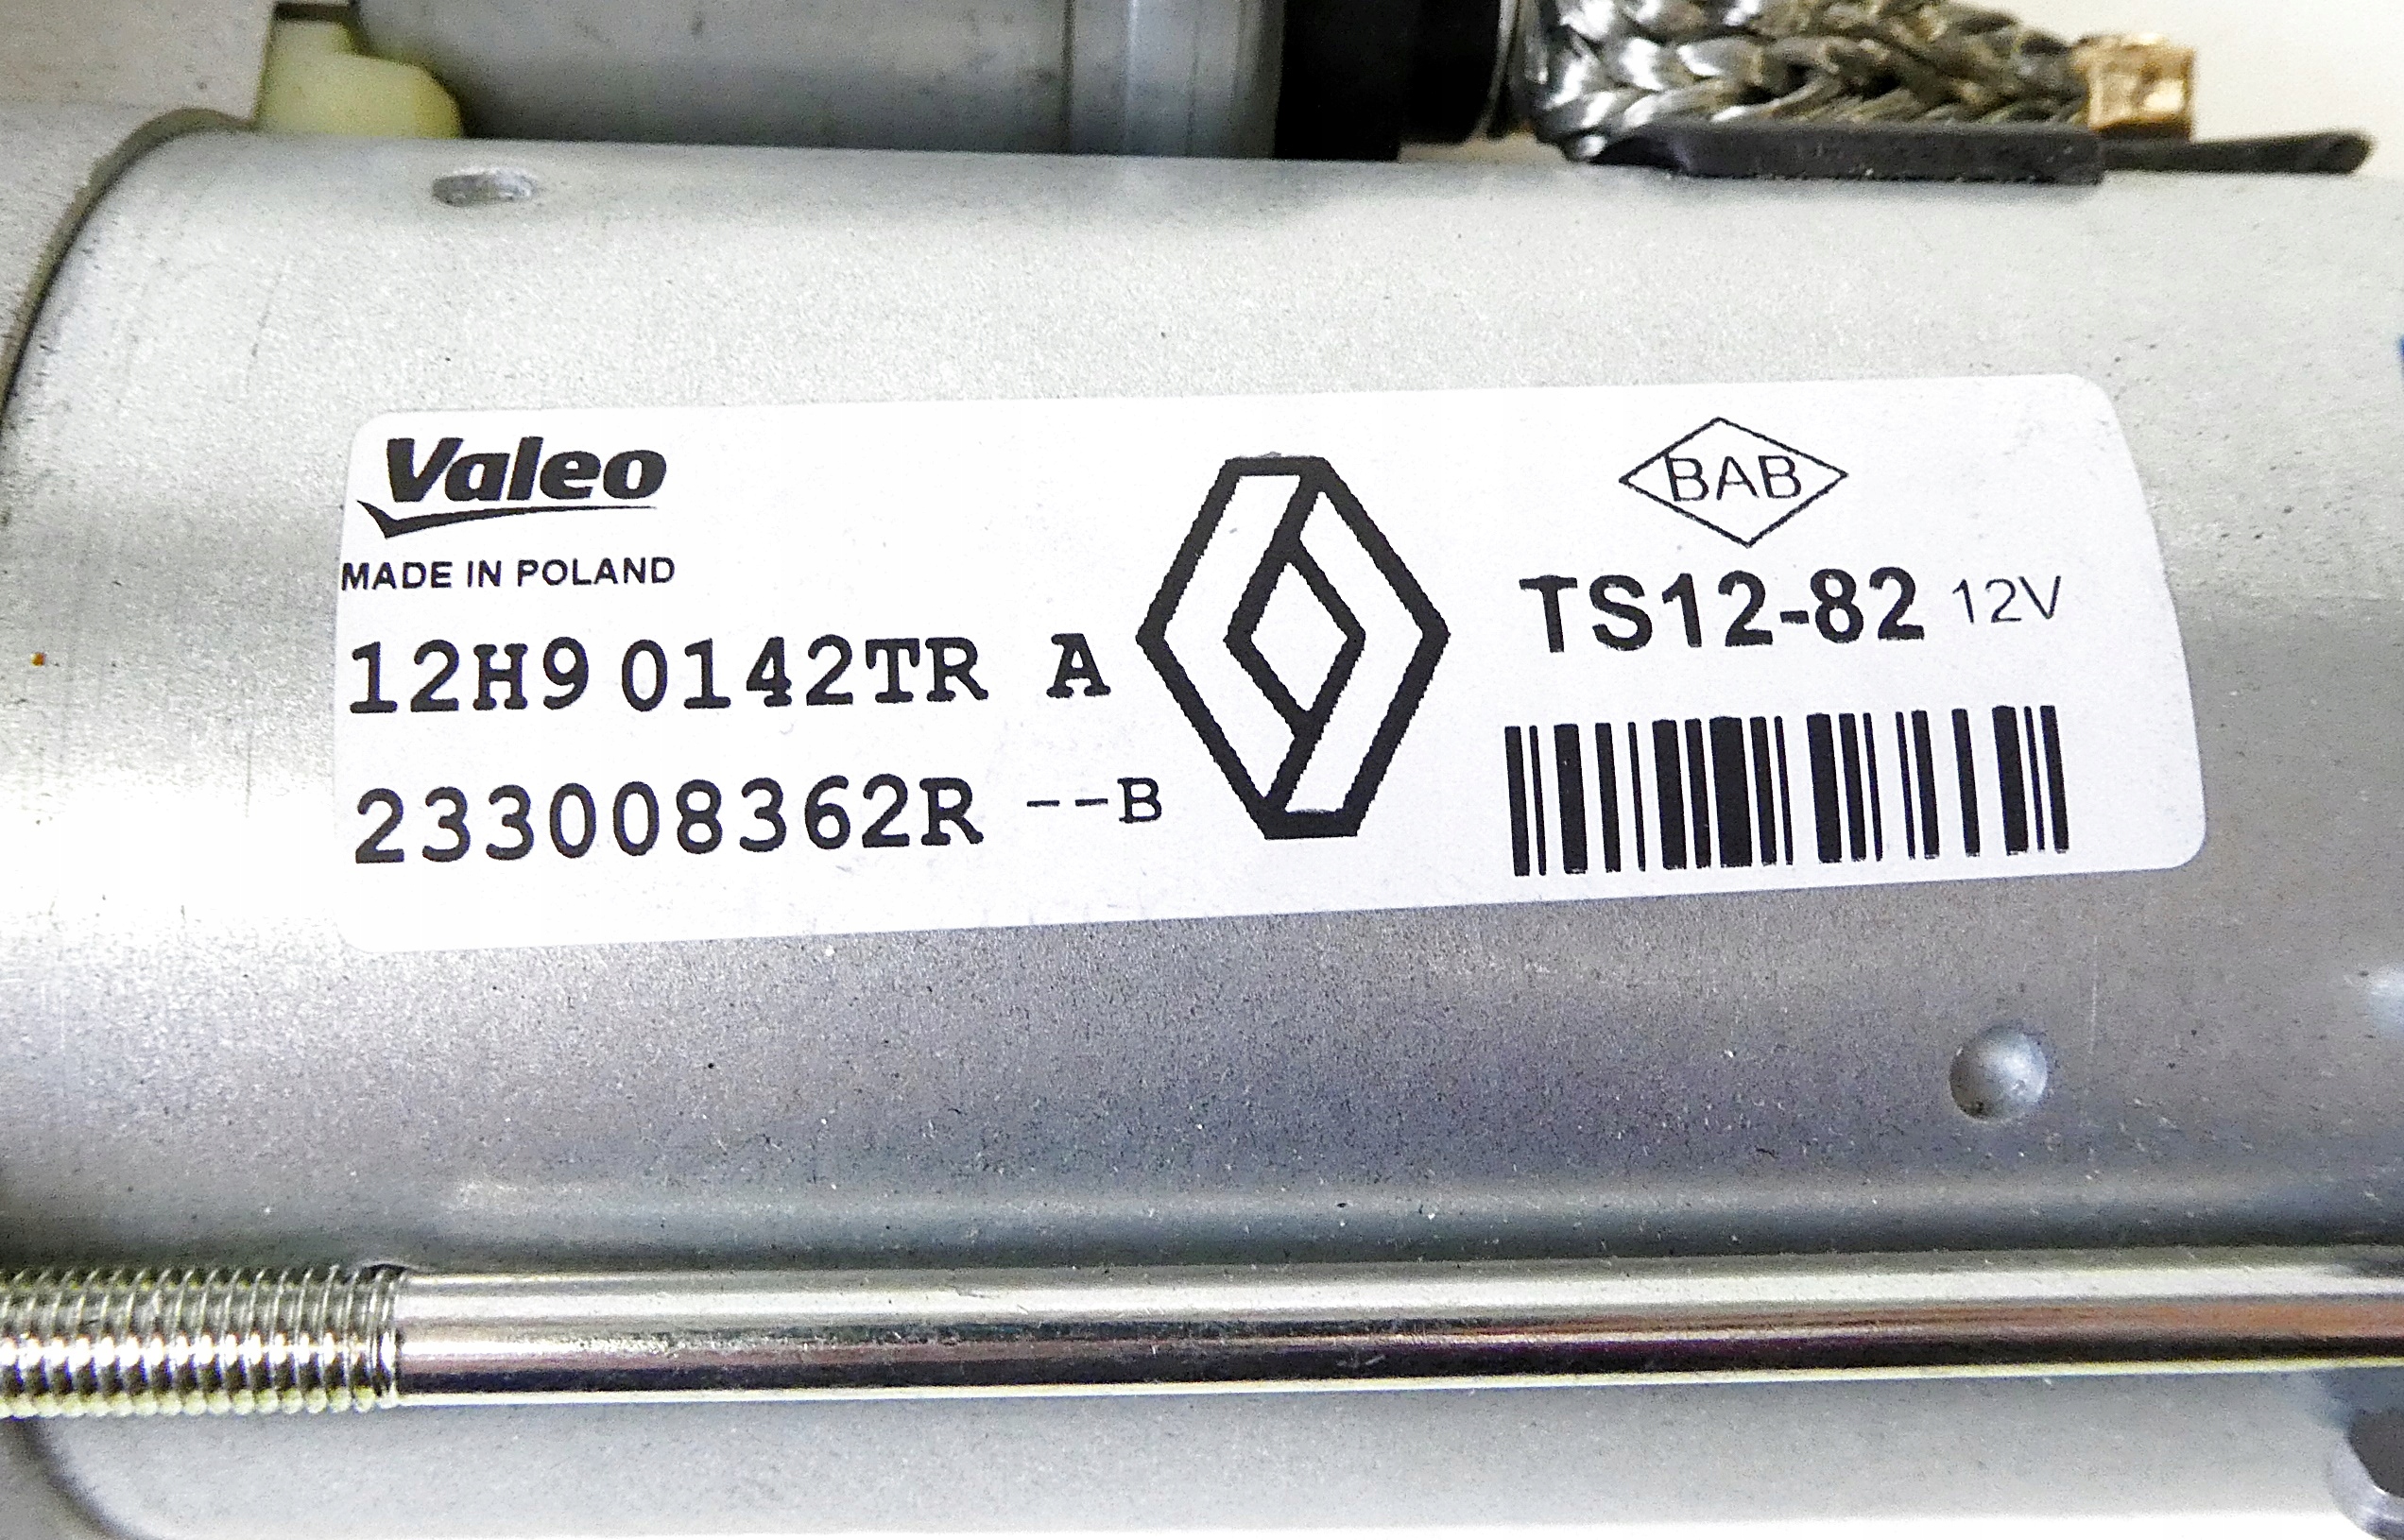 Valeo
MADE IN POLAND
12H9 0142TR A
233008362R --B
BAB
TS12-82 12V